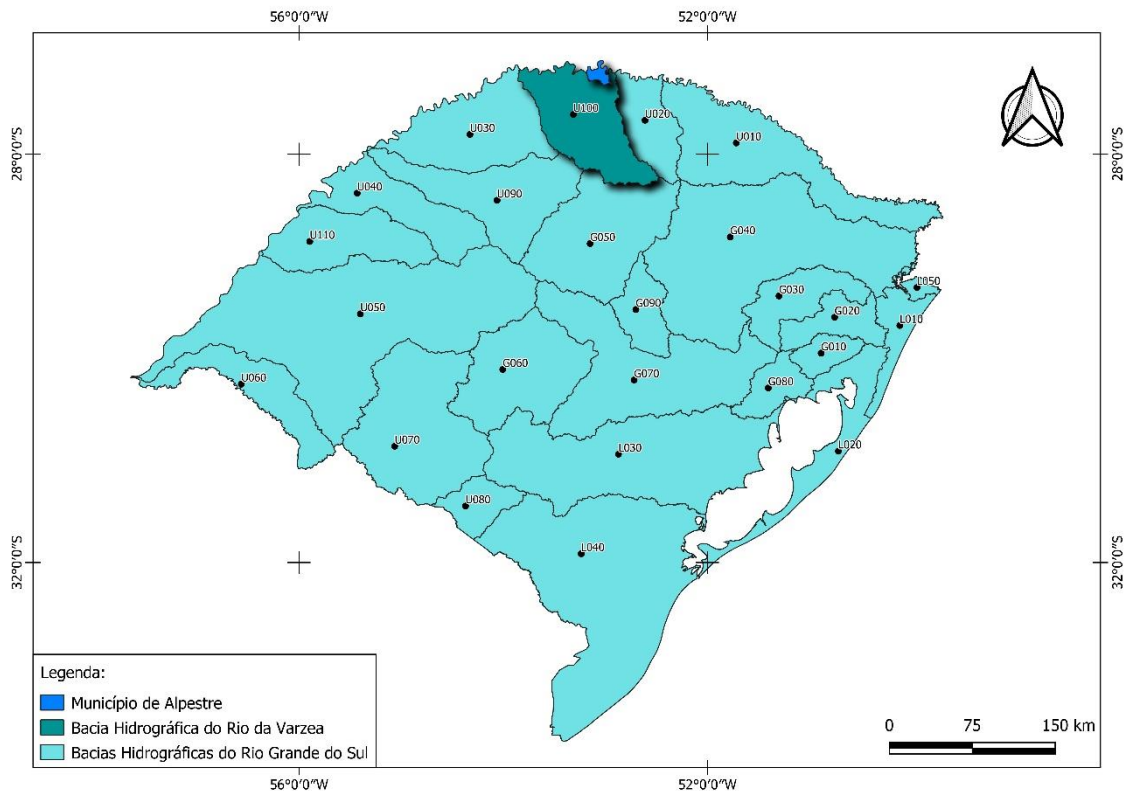 56°0'0"W
52°0'0"W
28°0'0"S
28°0'0"S
U100
U020
U030
U010
U040
U090
U110
G050
G040
L050
G030
U050
G090
G020
L010
G010
G060
U060
G070
G080
U070
L030
L020
U080
L040
32°0'0"S
32°0'0"S
Legenda:
Município de Alpestre
Bacia Hidrográfica do Rio da Varzea
Bacias Hidrográficas do Rio Grande do Sul
0 75 150 km
56°0'0"W
52°0'0"W